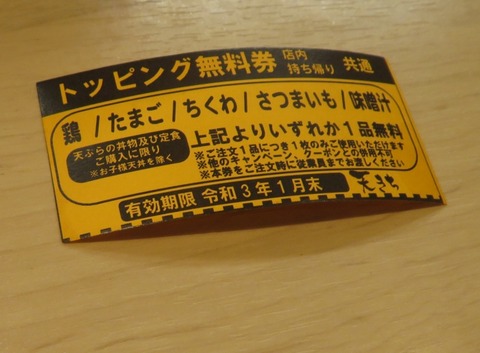 トッピング無料券 店内 持ち帰り 共通
鶏 / たまご / ちくわ / さつまいも / 味噌汁
天ぷらの丼物及び定食
ご購入に限り
※お子様天丼を除く
上記よりいずれか1品無料
※ご注文1品につき1枚のみご使用いただけます
※他のキャンペーン、クーポンとの併用不可
※本券をご注文時に従業員までお渡しください
有効期限 令和3年1月末
天きち